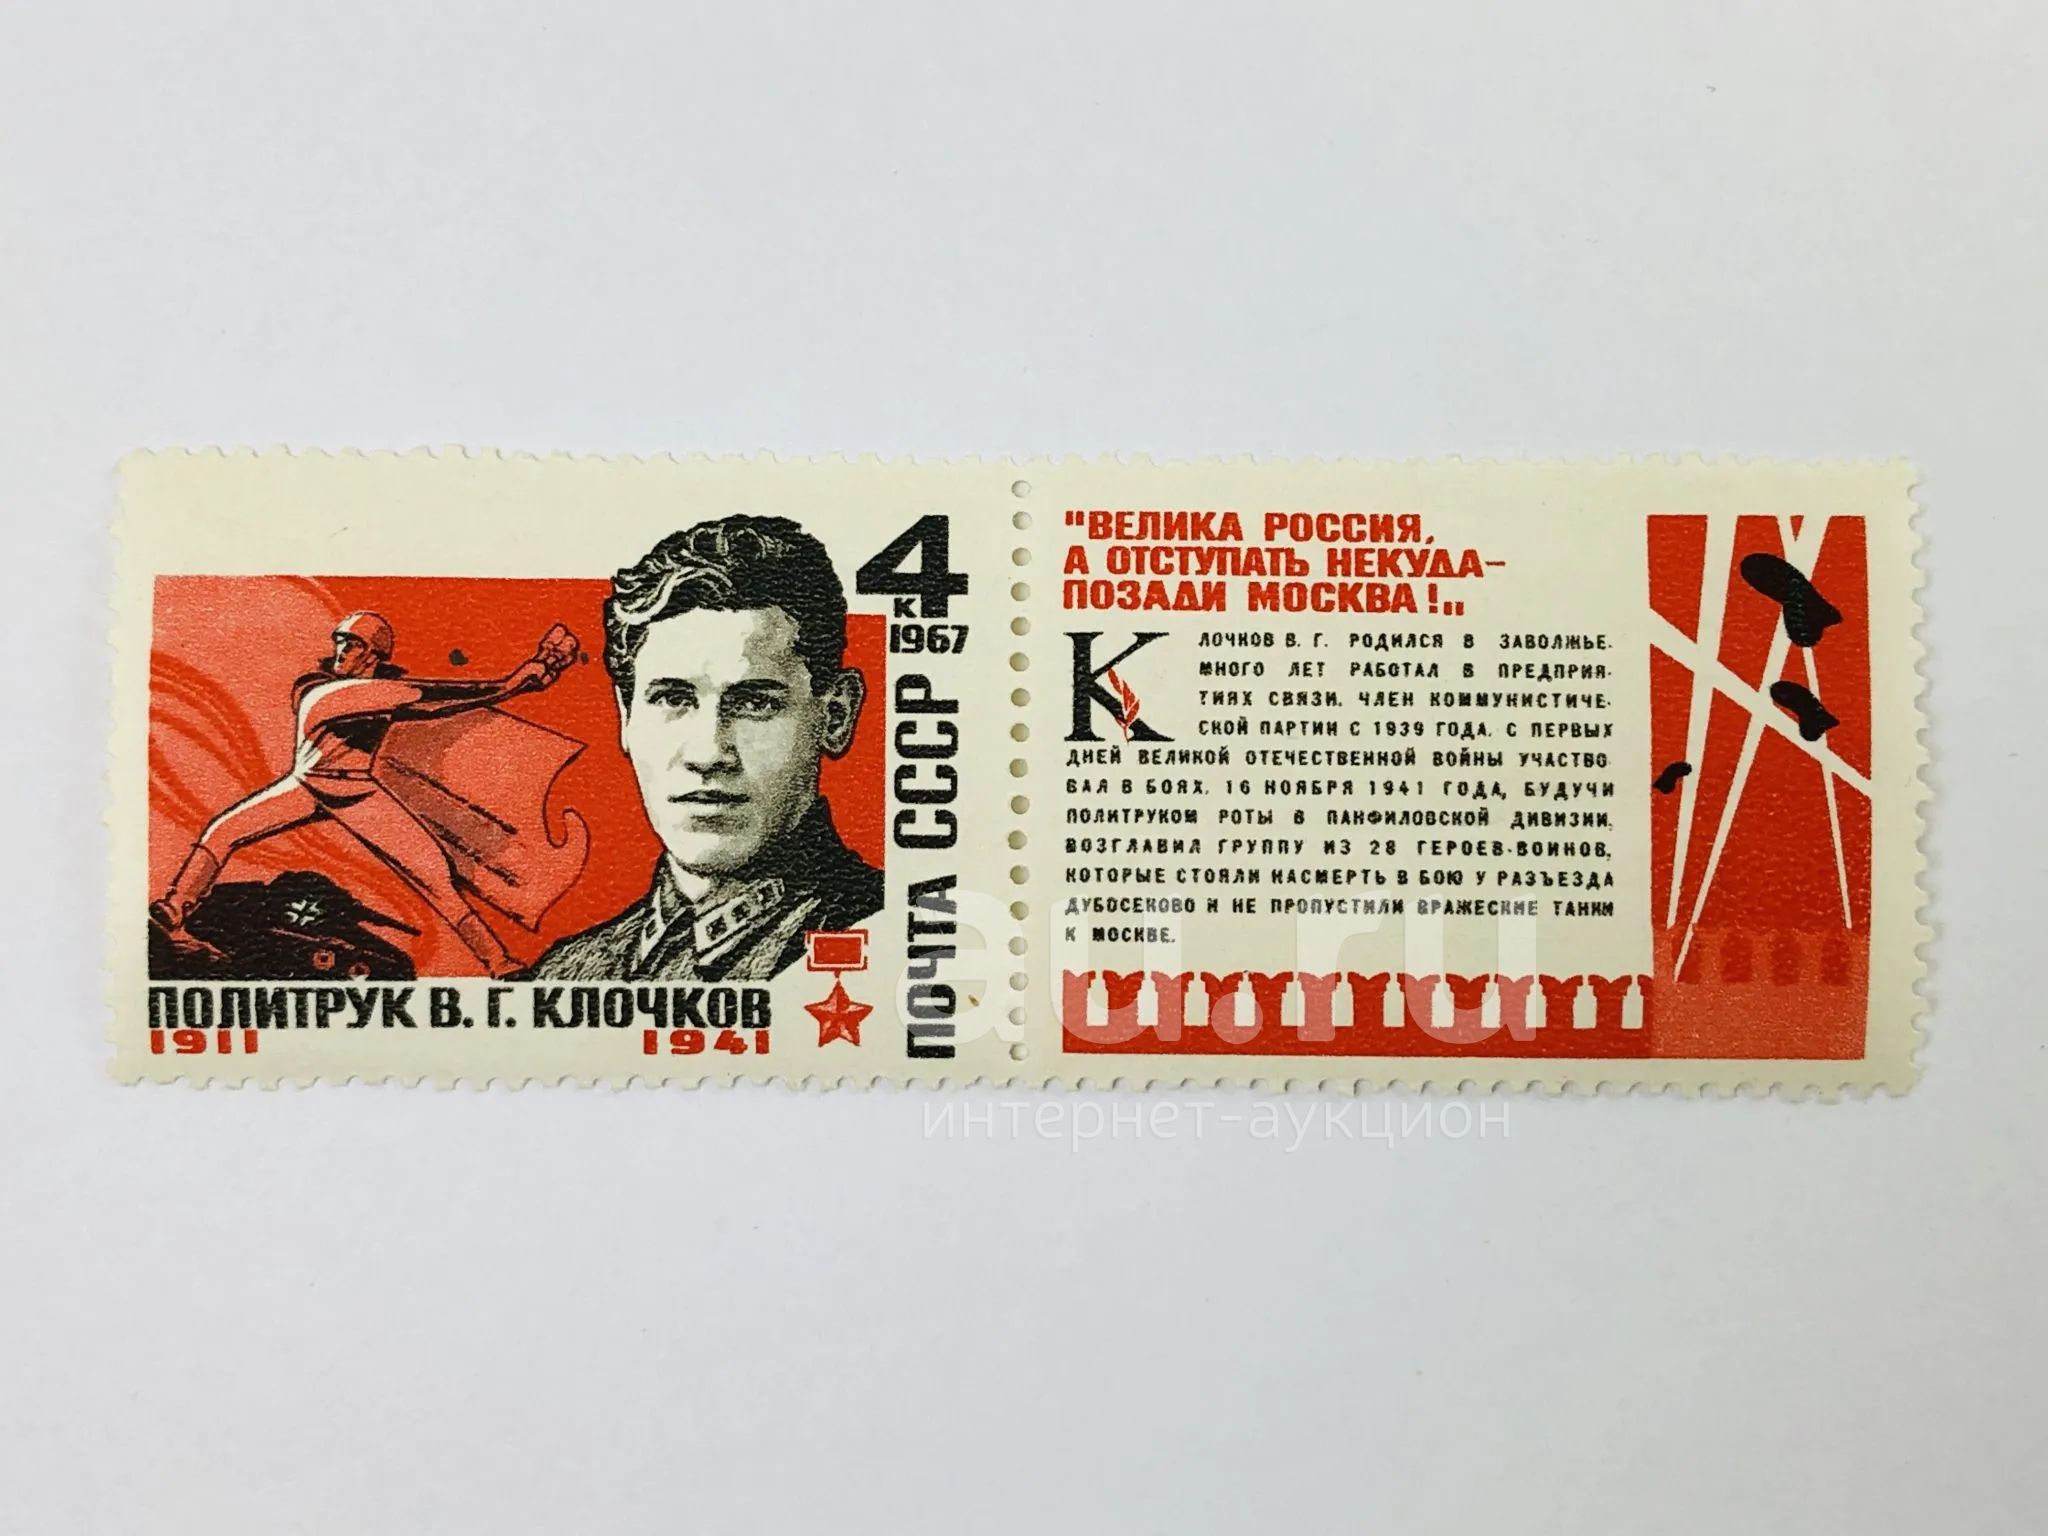 4
К
1967
ПОЧТА СССР
ПОЛИТРУК В. Г. КЛОЧКОВ
1911 1941
"ВЕЛИКА РОССИЯ,
А ОТСТУПАТЬ НЕКУДА-
ПОЗАДИ МОСКВА!..„
КЛОЧКОВ В. Г. РОДИЛСЯ В ЗАВОЛЖЬЕ.
МНОГО ЛЕТ РАБОТАЛ В ПРЕДПРИЯ-
ТИЯХ СВЯЗИ. ЧЛЕН КОММУНИСТИЧЕ-
СКОЙ ПАРТИИ С 1939 ГОДА. С ПЕРВЫХ
ДНЕЙ ВЕЛИКОЙ ОТЕЧЕСТВЕННОЙ ВОЙНЫ УЧАСТВО
ВАЛ В БОЯХ. 16 НОЯБРЯ 1941 ГОДА, БУДУЧИ
ПОЛИТРУКОМ РОТЫ В ПАНФИЛОВСКОЙ ДИВИЗИИ,
ВОЗГЛАВИЛ ГРУППУ ИЗ 28 ГЕРОЕВ-ВОИНОВ,
КОТОРЫЕ СТОЯЛИ НАСМЕРТЬ В БОЮ У РАЗЪЕЗДА
ДУБОСЕКОВО И НЕ ПРОПУСТИЛИ ВРАЖЕСКИЕ ТАНКИ
К МОСКВЕ.
au.ru
интернет-аукцион